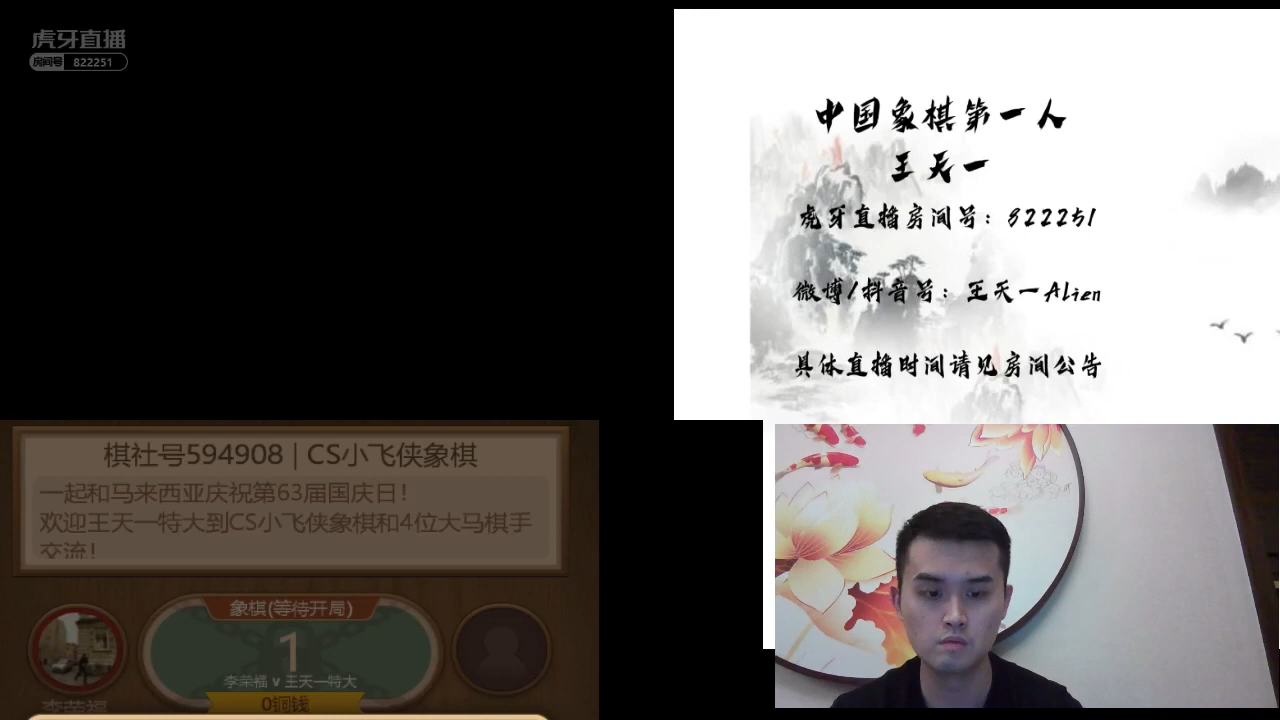 虎牙直播
房间号 822251
中国象棋第一人
王天一
虎牙直播房间号：822251
微博/抖音号：王天一Alien
具体直播时间请见房间公告
棋社号594908 | CS小飞侠象棋
一起和马来西亚庆祝第63届国庆日！
欢迎王天一特大到CS小飞侠象棋和4位大马棋手
交流！
象棋(等待开局)
1
李荣福 v 王天一特大
0铜钱
李荣福